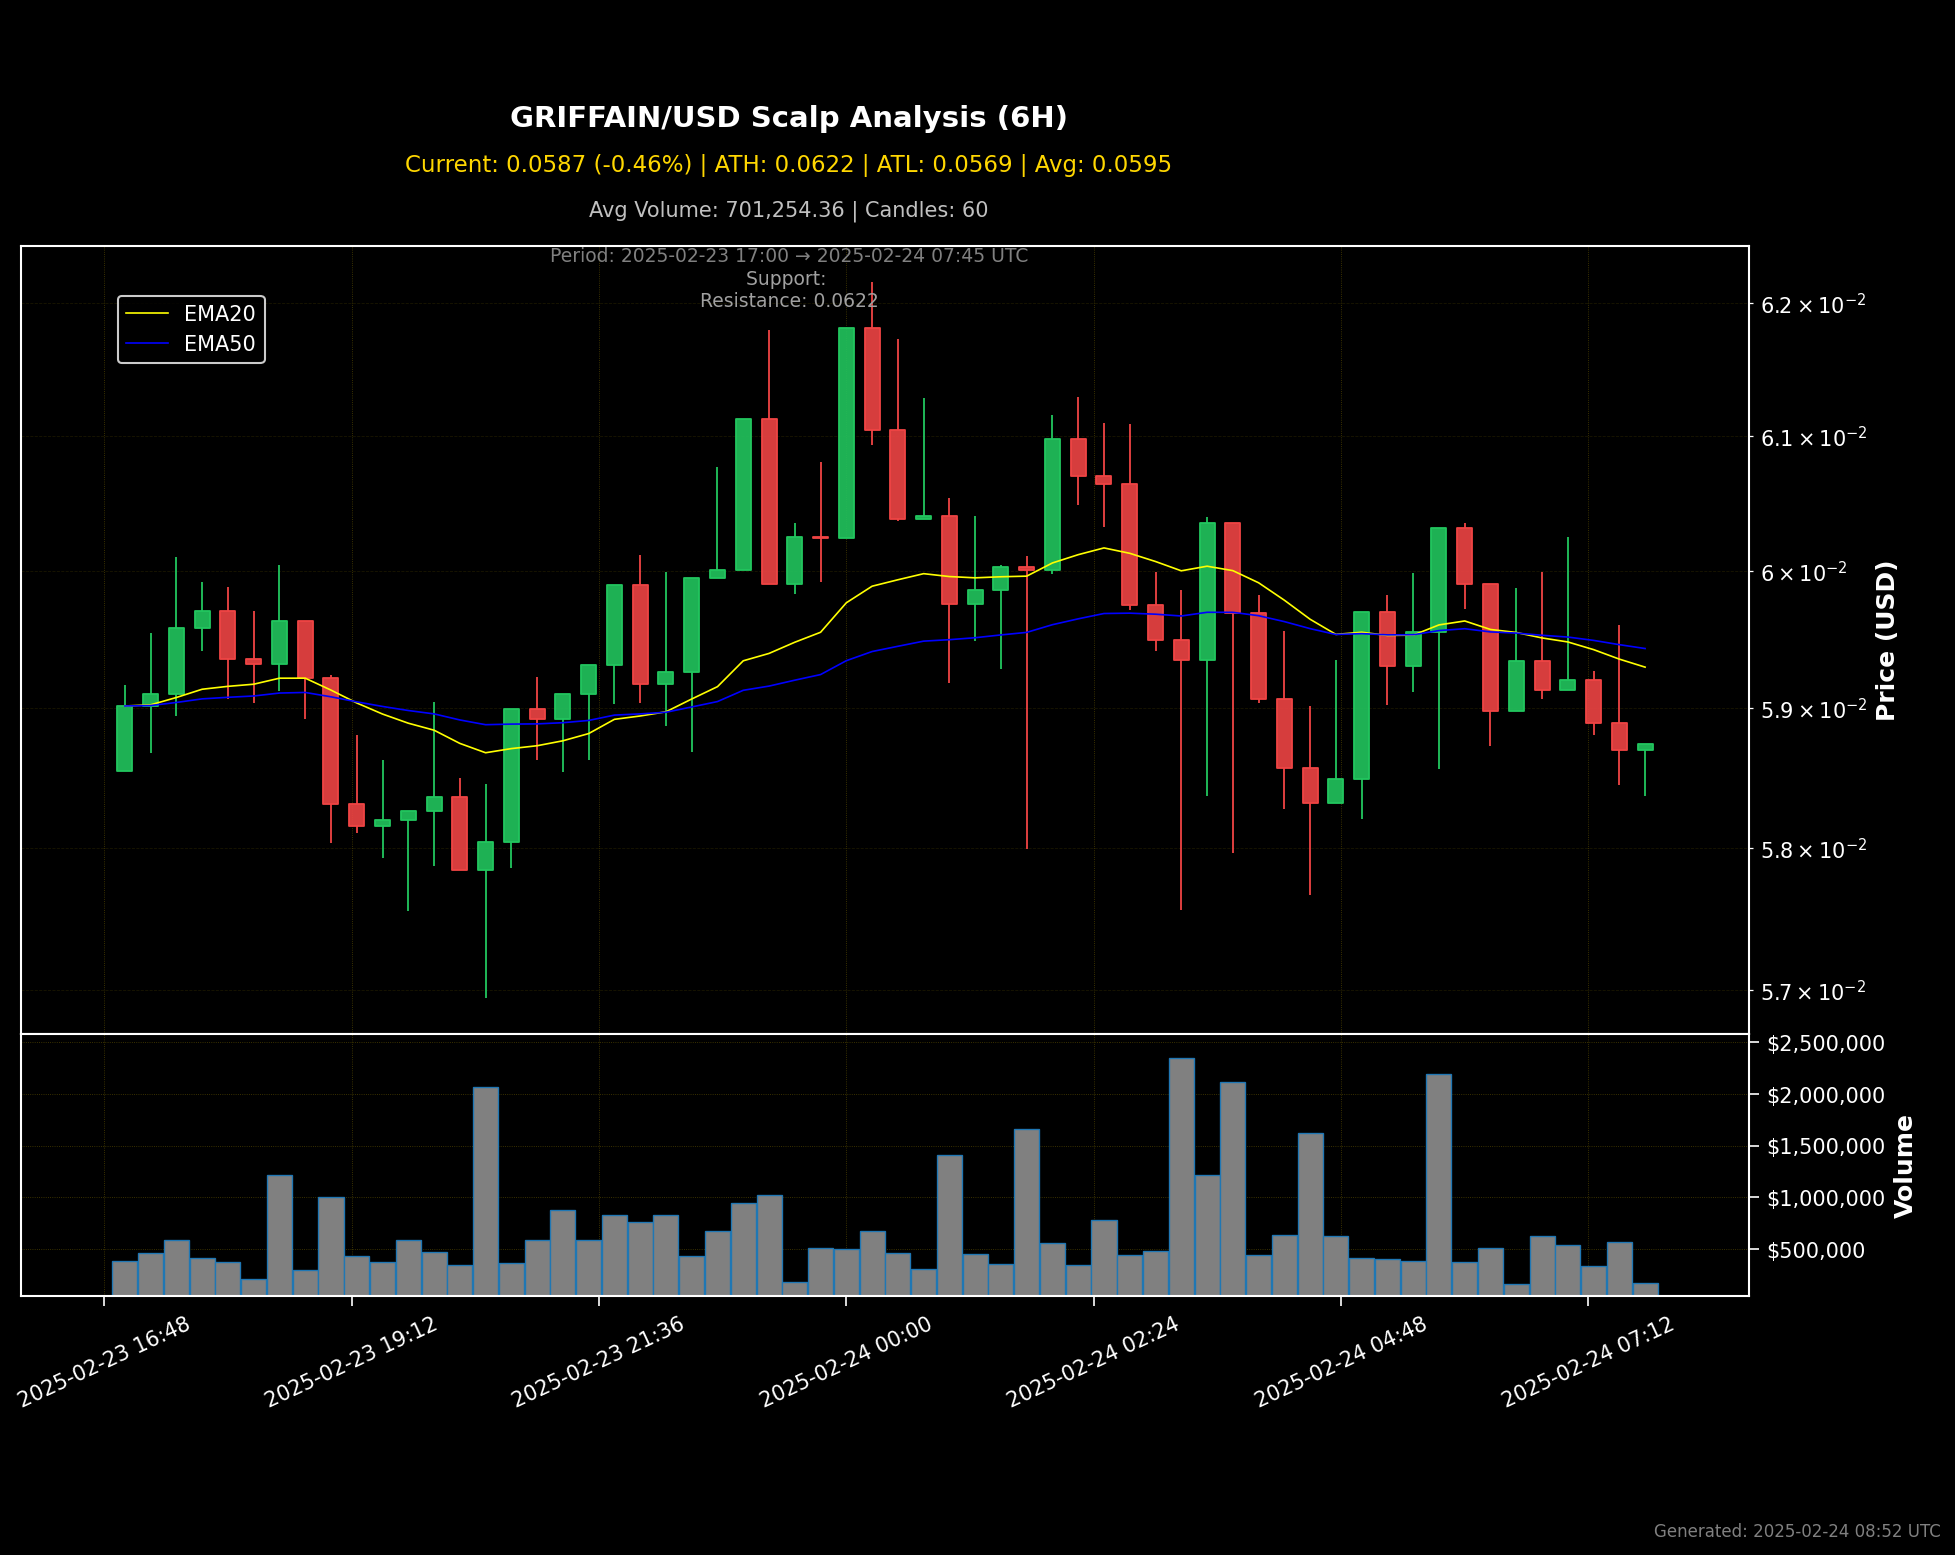 GRIFFAIN/USD Scalp Analysis (6H)
Current: 0.0587 (-0.46%) | ATH: 0.0622 | ATL: 0.0569 | Avg: 0.0595
Avg Volume: 701,254.36 | Candles: 60
Period: 2025-02-23 17:00 → 2025-02-24 07:45 UTC
Support:
Resistance: 0.0622
EMA20
EMA50
6.2 × 10⁻²
6.1 × 10⁻²
6 × 10⁻²
5.9 × 10⁻²
5.8 × 10⁻²
5.7 × 10⁻²
Price (USD)
$2,500,000
$2,000,000
$1,500,000
$1,000,000
$500,000
Volume
2025-02-23 16:48
2025-02-23 19:12
2025-02-23 21:36
2025-02-24 00:00
2025-02-24 02:24
2025-02-24 04:48
2025-02-24 07:12
Generated: 2025-02-24 08:52 UTC